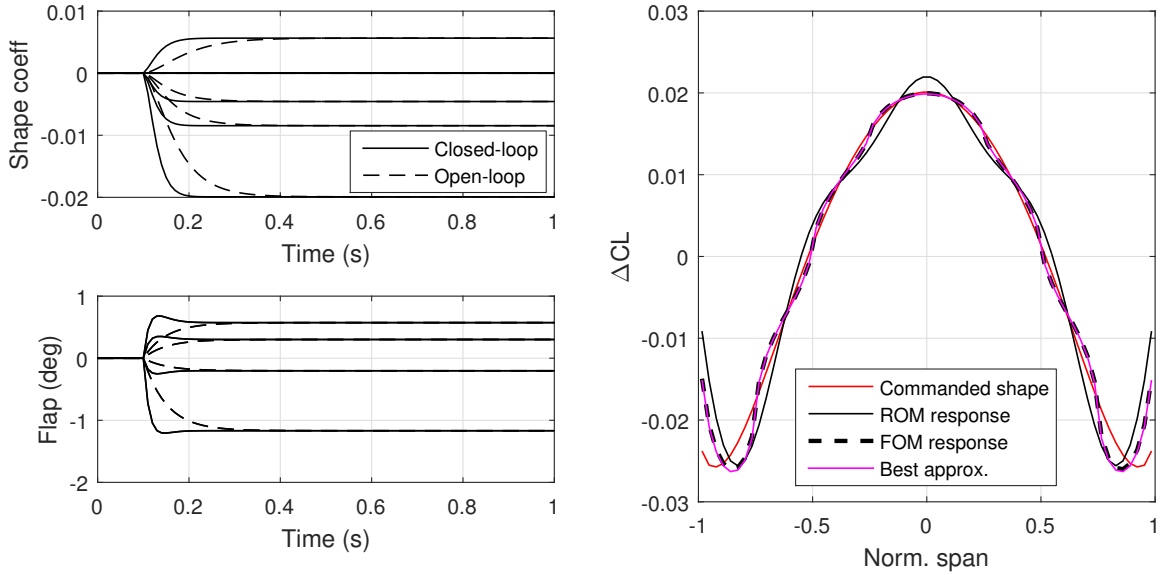 0.01
0
-0.01
-0.02
Shape coeff
Closed-loop
Open-loop
0 0.2 0.4 0.6 0.8 1
Time (s)
1
0
-1
-2
Flap (deg)
0 0.2 0.4 0.6 0.8 1
Time (s)
0.03
0.02
0.01
0
-0.01
-0.02
-0.03
ΔCL
Commanded shape
ROM response
FOM response
Best approx.
-1 -0.5 0 0.5 1
Norm. span